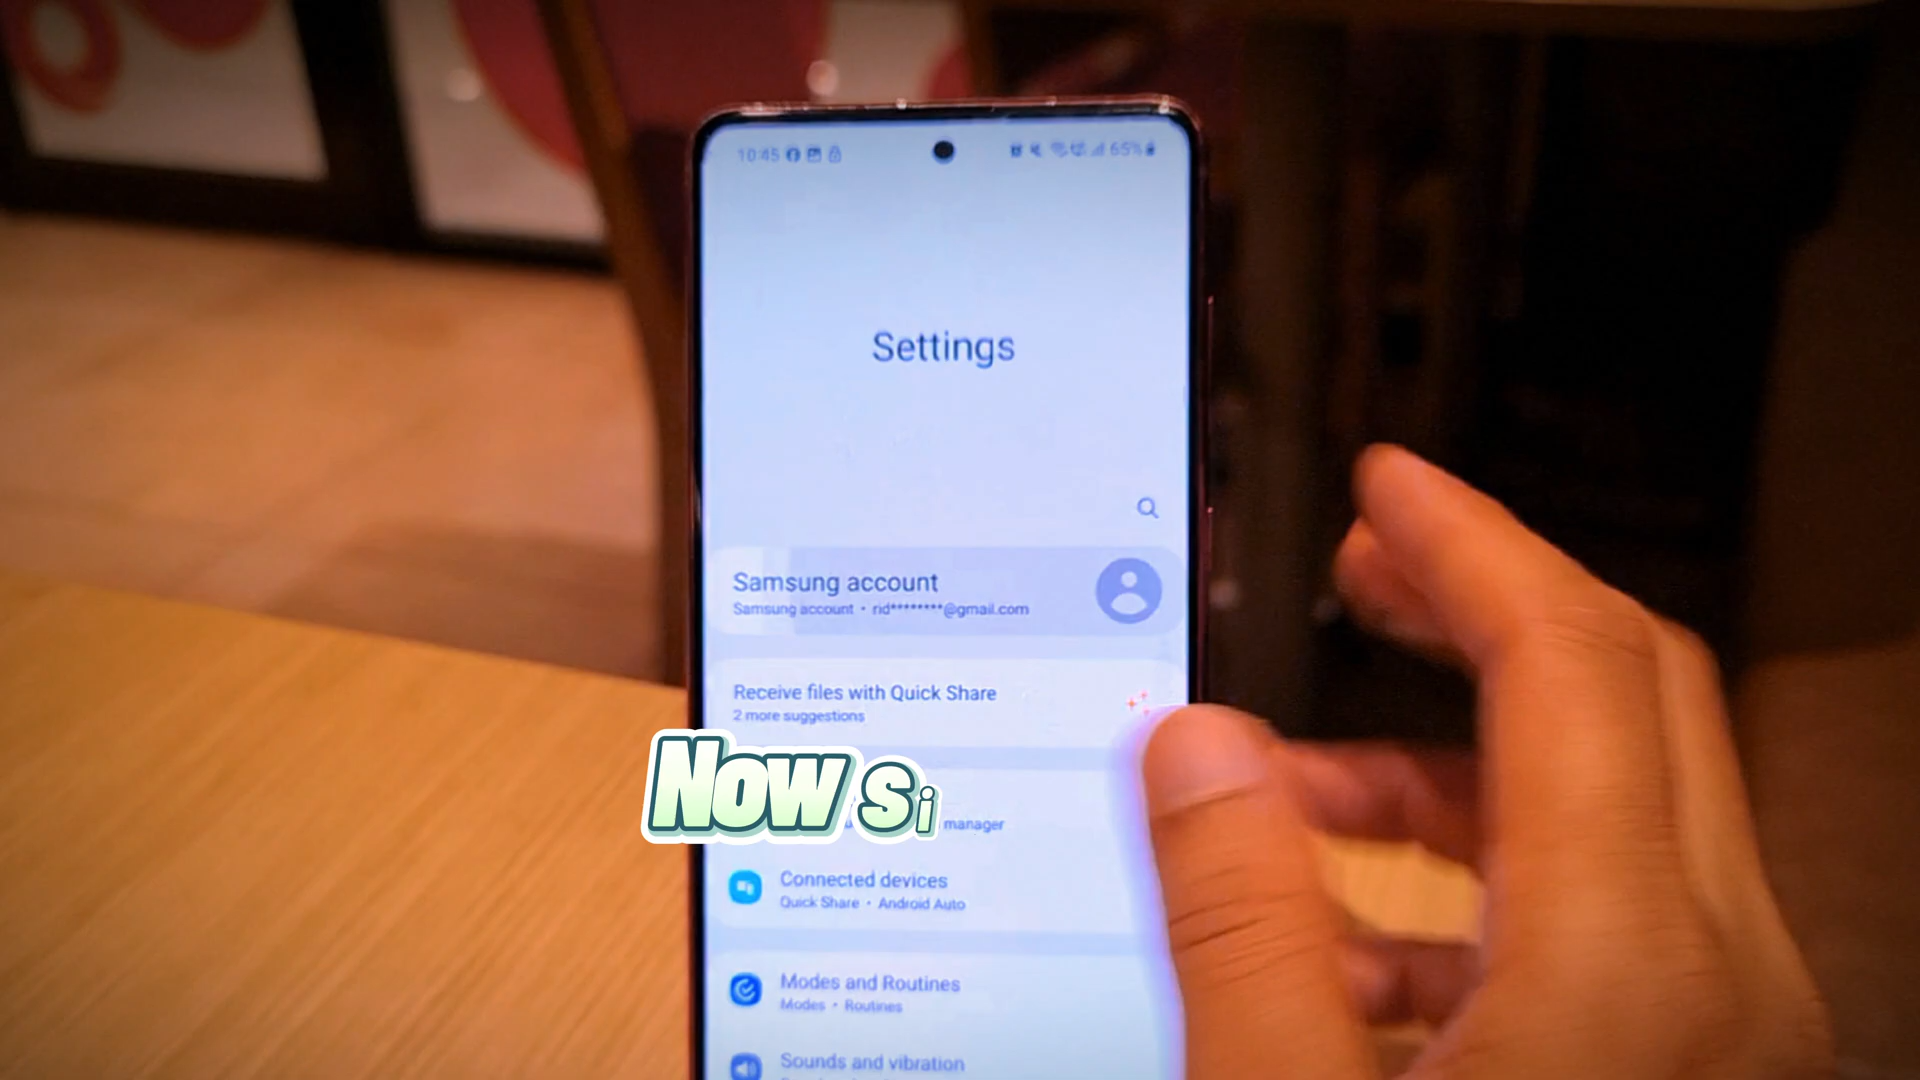 10:45 65%
Settings
Samsung account
Samsung account • rid********@gmail.com
Receive files with Quick Share
2 more suggestions
Now si
manager
Connected devices
Quick Share • Android Auto
Modes and Routines
Modes • Routines
Sounds and vibration